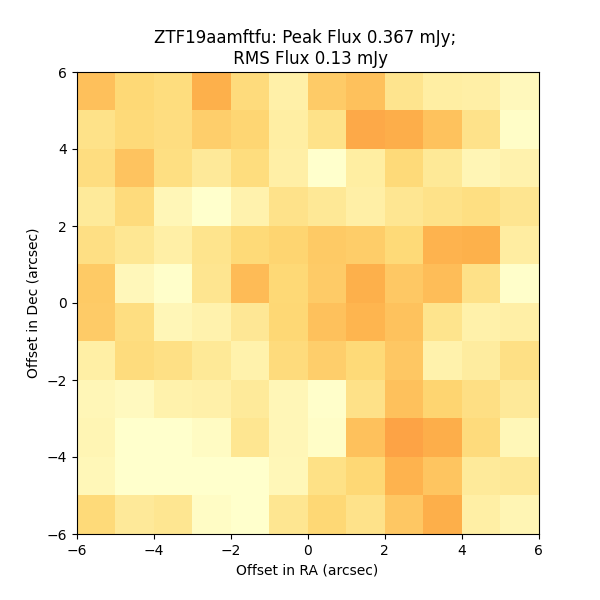 ZTF19aamftfu: Peak Flux 0.367 mJy;
RMS Flux 0.13 mJy
6
4
2
0
−2
−4
−6
Offset in Dec (arcsec)
−6 −4 −2 0 2 4 6
Offset in RA (arcsec)